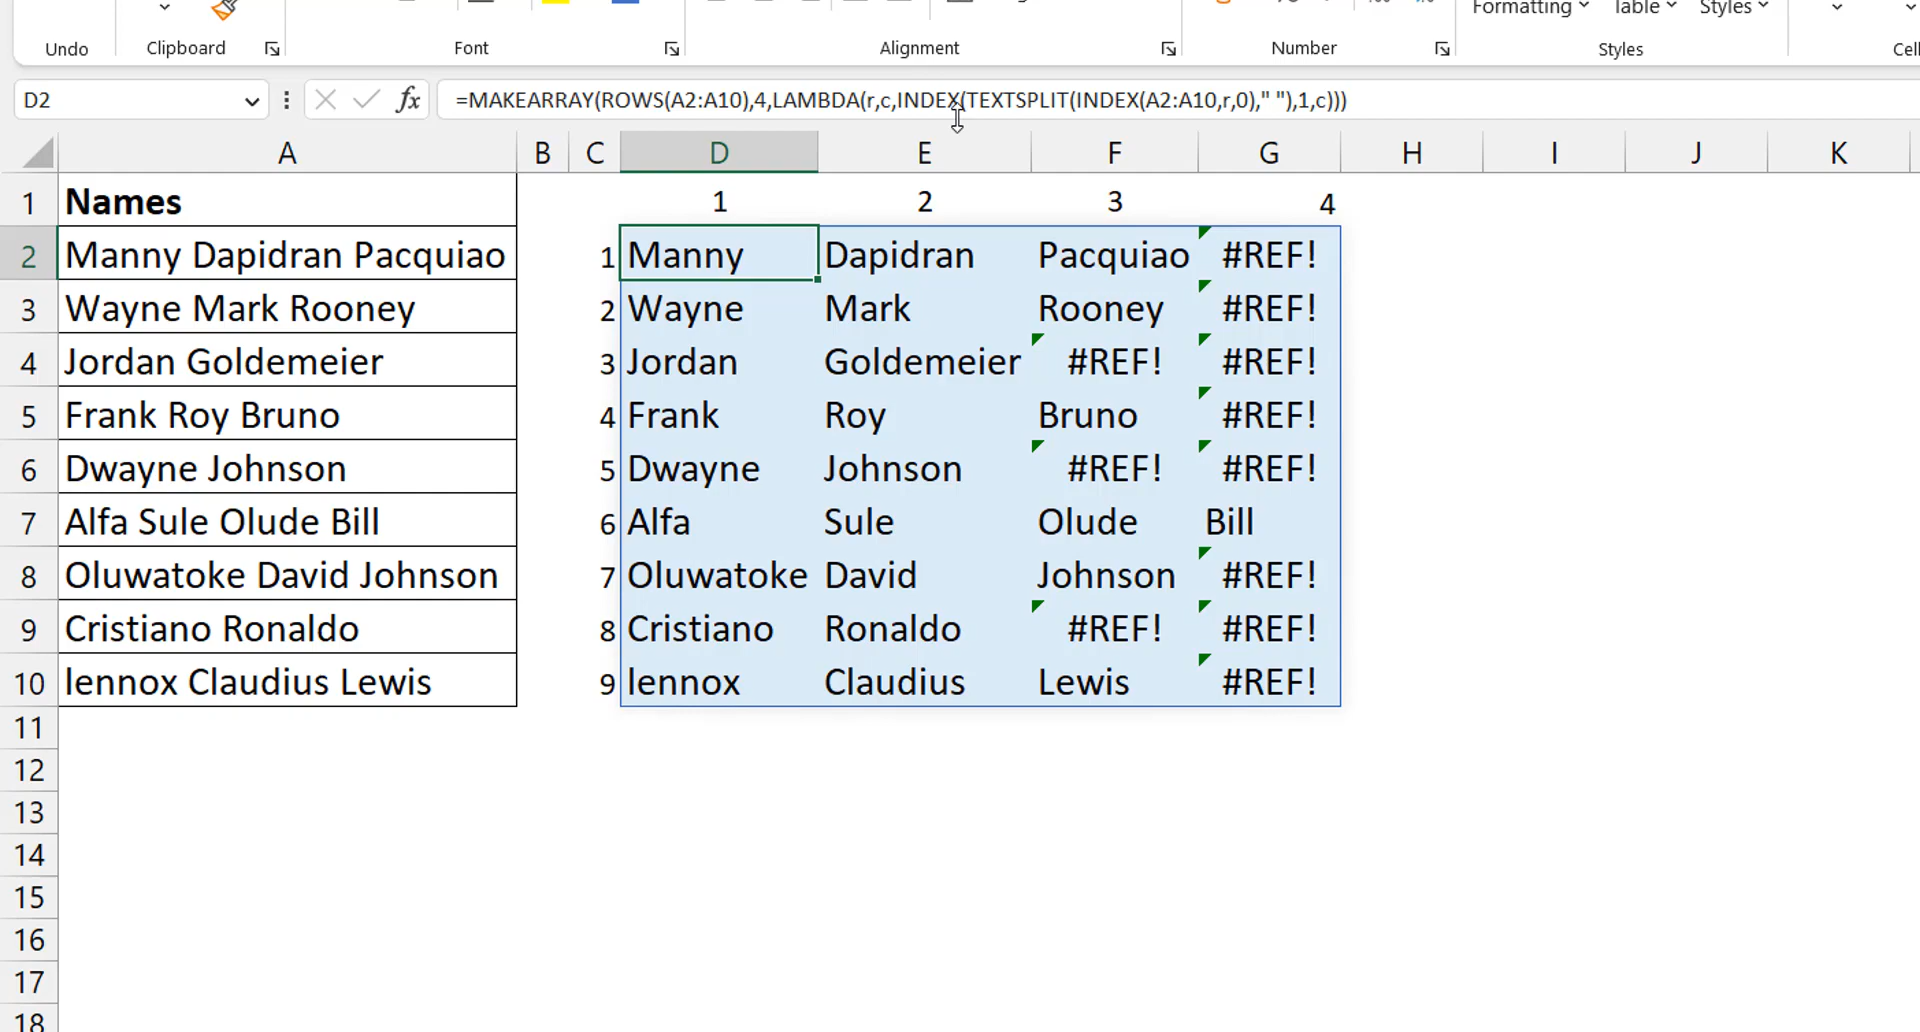 Formatting Table Styles
Undo Clipboard Font Alignment Number Styles Cell
D2 fx =MAKEARRAY(ROWS(A2:A10),4,LAMBDA(r,c,INDEX(TEXTSPLIT(INDEX(A2:A10,r,0)," "),1,c)))
A B C D E F G H I J K
1 Names 1 2 3 4
2 Manny Dapidran Pacquiao 1 Manny Dapidran Pacquiao #REF!
3 Wayne Mark Rooney 2 Wayne Mark Rooney #REF!
4 Jordan Goldemeier 3 Jordan Goldemeier #REF! #REF!
5 Frank Roy Bruno 4 Frank Roy Bruno #REF!
6 Dwayne Johnson 5 Dwayne Johnson #REF! #REF!
7 Alfa Sule Olude Bill 6 Alfa Sule Olude Bill
8 Oluwatoke David Johnson 7 Oluwatoke David Johnson #REF!
9 Cristiano Ronaldo 8 Cristiano Ronaldo #REF! #REF!
10 lennox Claudius Lewis 9 lennox Claudius Lewis #REF!
11
12
13
14
15
16
17
18